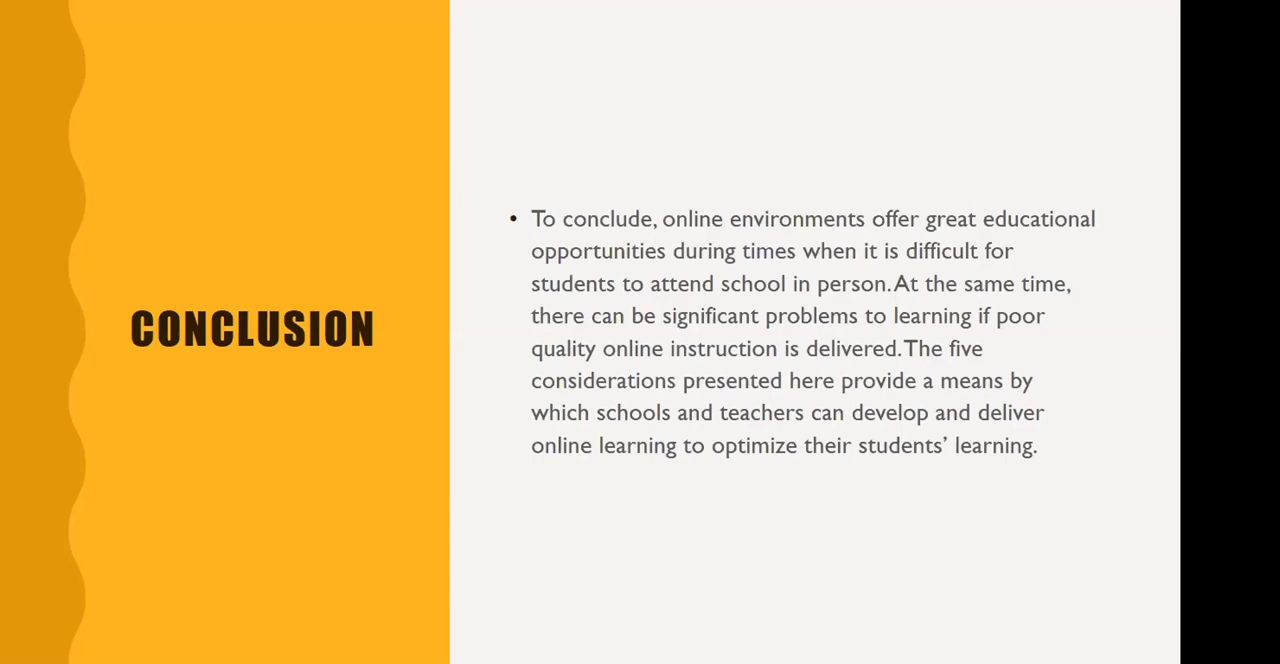 CONCLUSION
• To conclude, online environments offer great educational
opportunities during times when it is difficult for
students to attend school in person. At the same time,
there can be significant problems to learning if poor
quality online instruction is delivered. The five
considerations presented here provide a means by
which schools and teachers can develop and deliver
online learning to optimize their students’ learning.